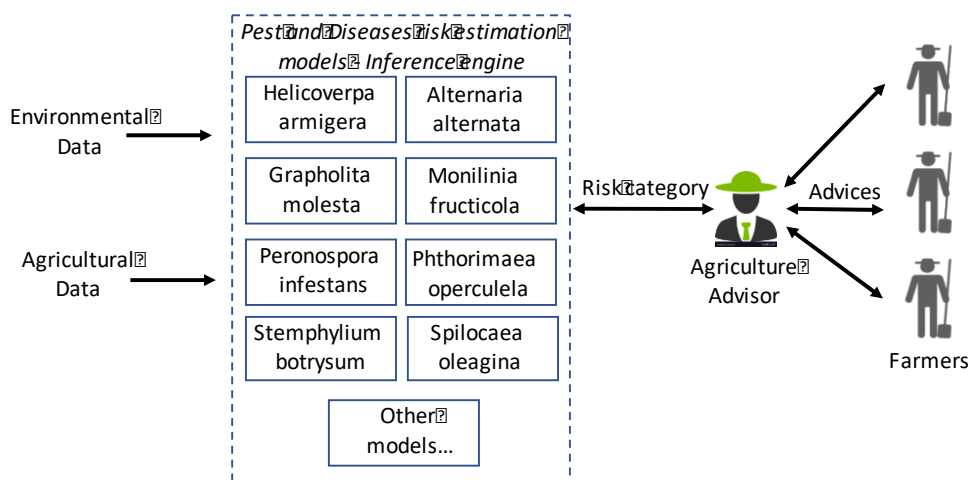 Pest and Diseases risk estimation
models - Inference engine
Environmental
Data
Agricultural
Data
Helicoverpa
armigera
Alternaria
alternata
Grapholita
molesta
Monilinia
fructicola
Peronospora
infestans
Phthorimaea
operculela
Stemphylium
botrysum
Spilocaea
oleagina
Other
models...
Risk category
Agriculture
Advisor
Advices
Farmers